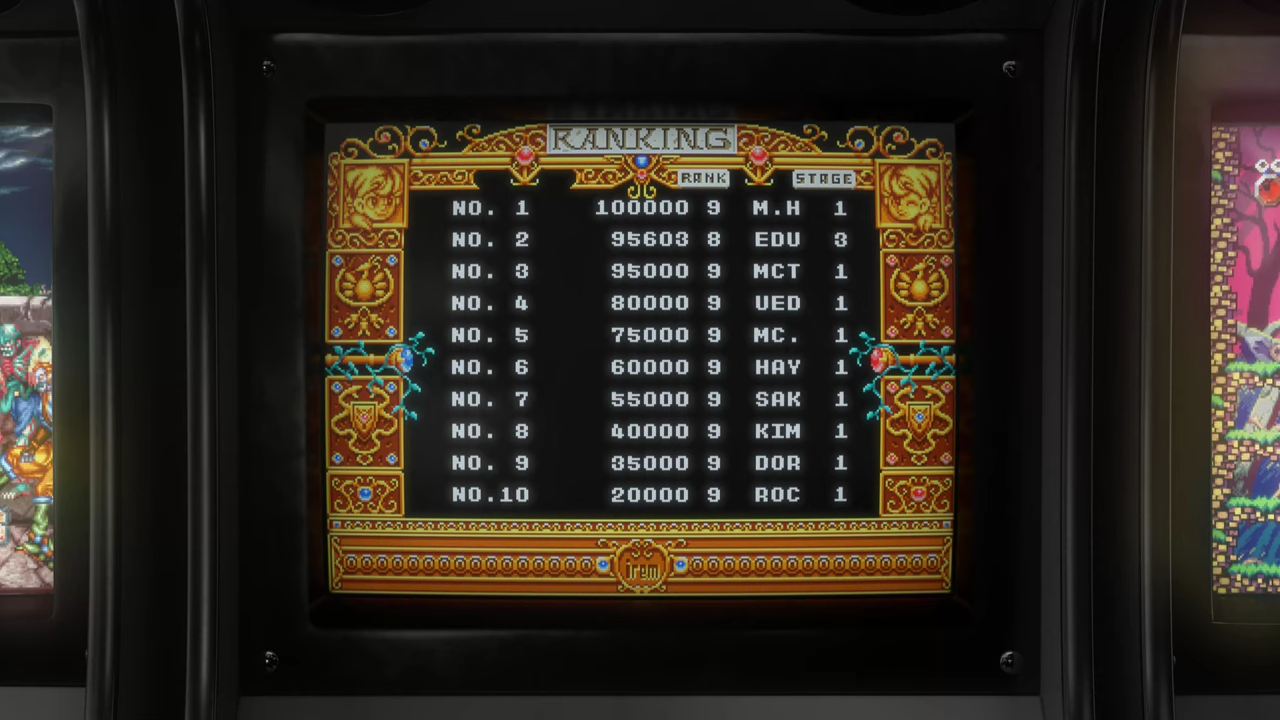 RANKING
RANK STAGE
NO. 1 100000 9 M.H 1
NO. 2 95603 8 EDU 3
NO. 3 95000 9 MCT 1
NO. 4 80000 9 UED 1
NO. 5 75000 9 MC. 1
NO. 6 60000 9 HAY 1
NO. 7 55000 9 SAK 1
NO. 8 40000 9 KIM 1
NO. 9 35000 9 DOR 1
NO.10 20000 9 ROC 1
irem